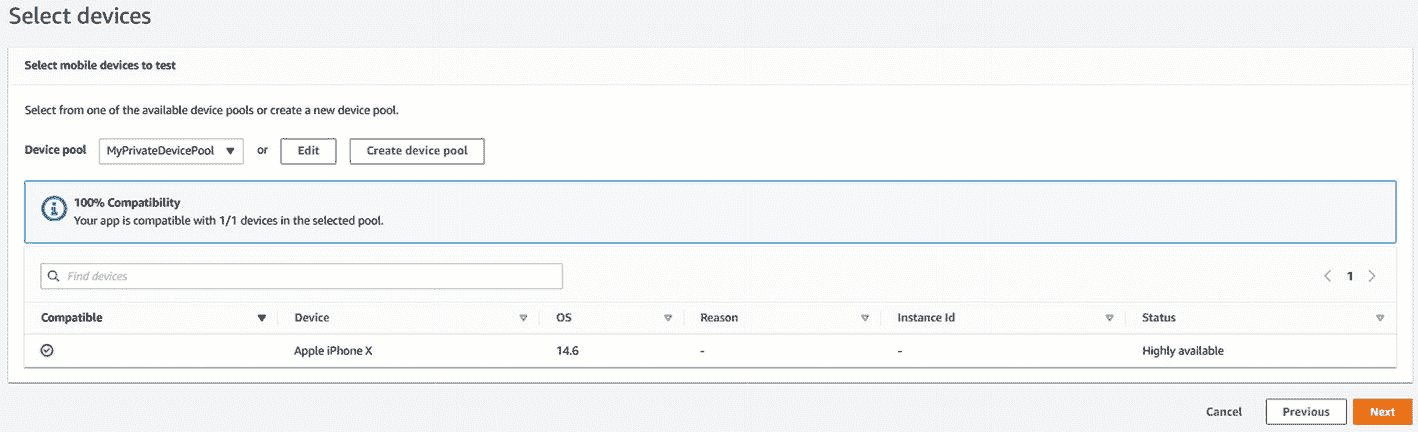 Select devices
Select mobile devices to test
Select from one of the available device pools or create a new device pool.
Device pool MyPrivateDevicePool or Edit Create device pool
100% Compatibility
Your app is compatible with 1/1 devices in the selected pool.
Find devices 1
Compatible Device OS Reason Instance Id Status
Apple iPhone X 14.6 - - Highly available
Cancel Previous Next